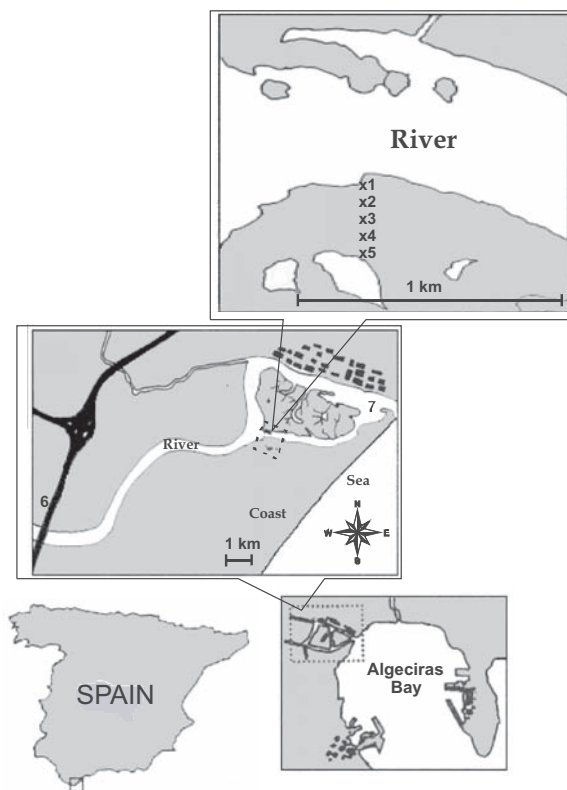 River
x1
x2
x3
x4
x5
1 km
7
River
6
Sea
Coast
N
W E
S
1 km
SPAIN
Algeciras
Bay